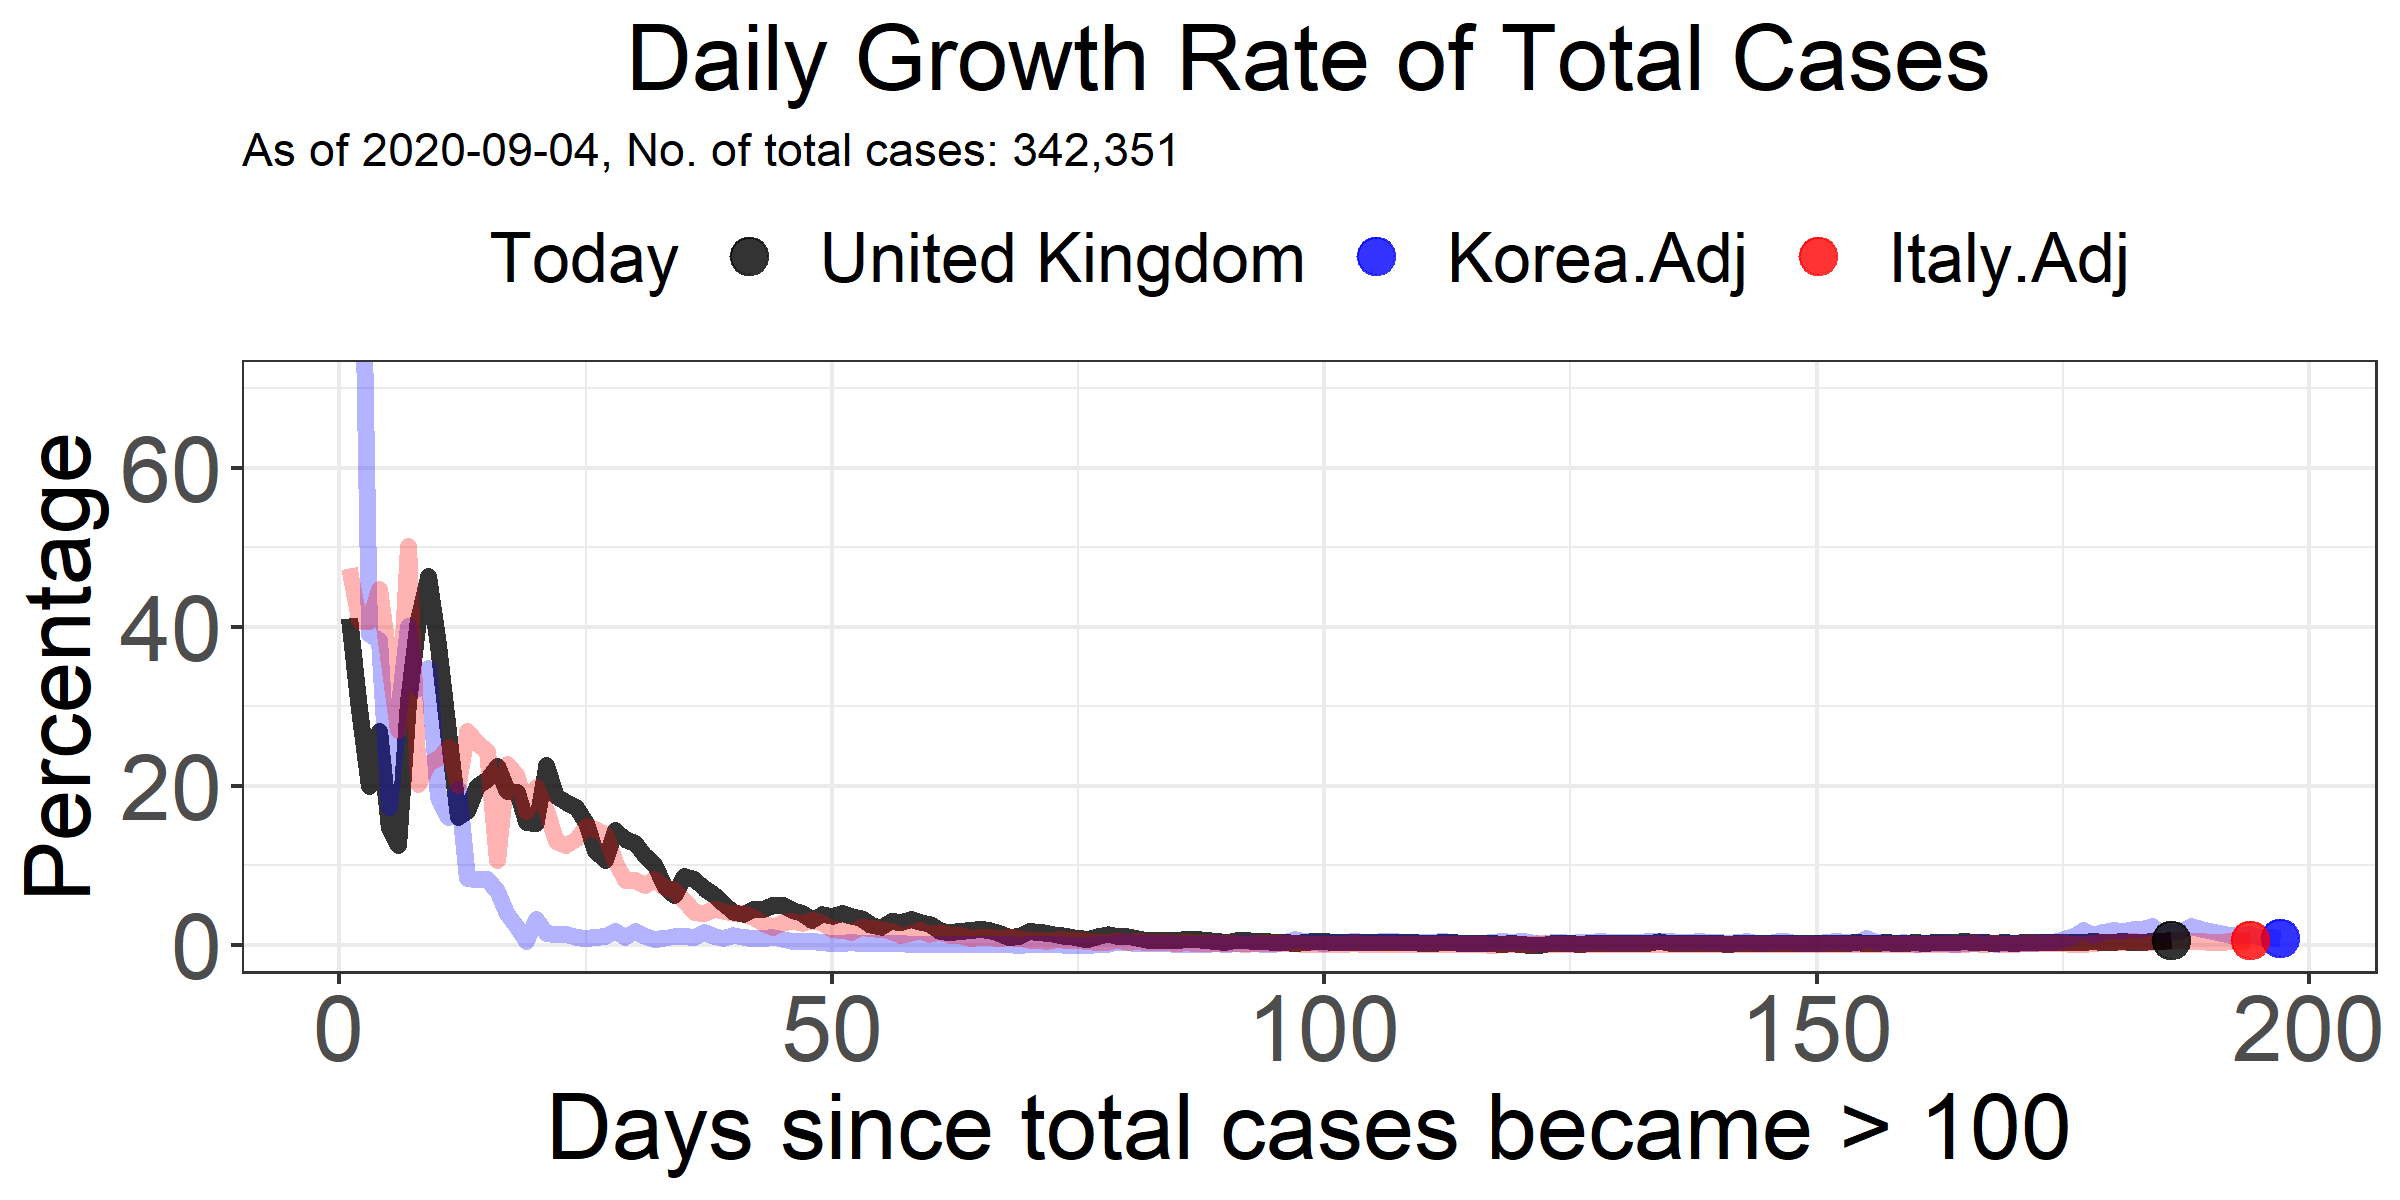 Daily Growth Rate of Total Cases
As of 2020-09-04, No. of total cases: 342,351
Today United Kingdom Korea.Adj Italy.Adj
Percentage
60
40
20
0
0 50 100 150 200
Days since total cases became > 100